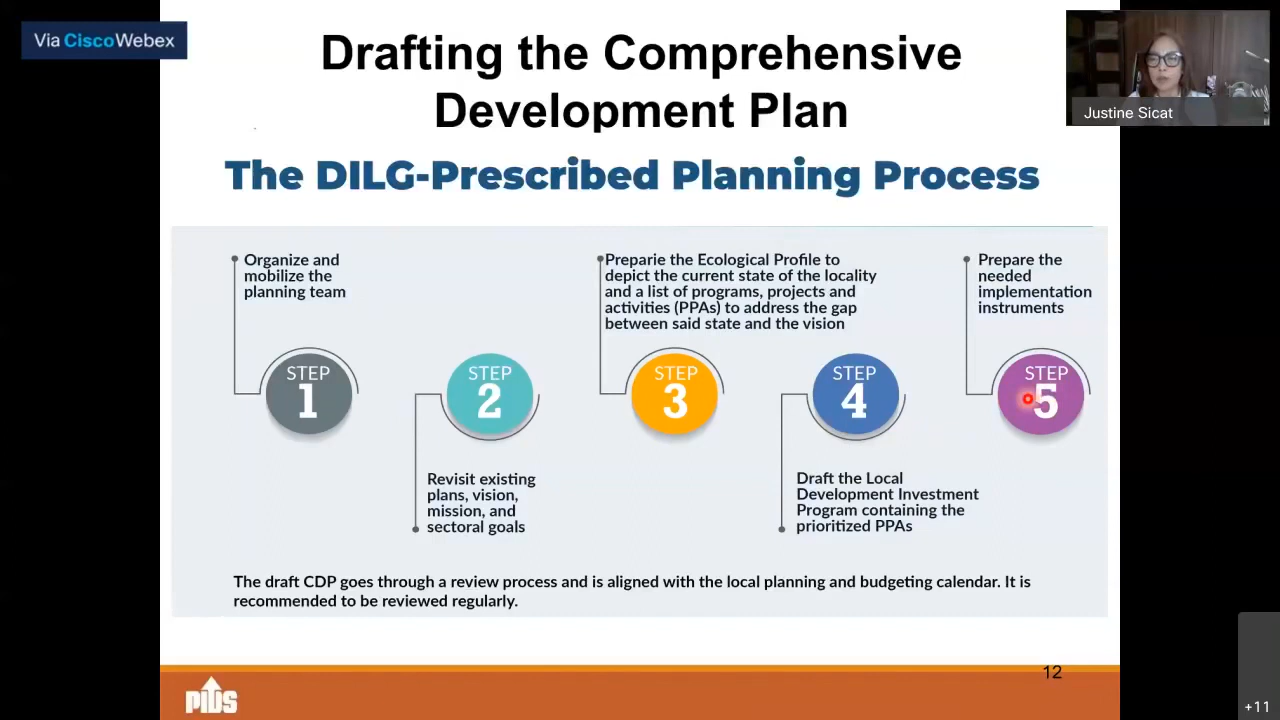 Via Cisco Webex
Drafting the Comprehensive
Development Plan
Justine Sicat
The DILG-Prescribed Planning Process
Organize and
mobilize the
planning team
STEP
1
Revisit existing
plans, vision,
mission, and
sectoral goals
STEP
2
Preparie the Ecological Profile to
depict the current state of the locality
and a list of programs, projects and
activities (PPAs) to address the gap
between said state and the vision
STEP
3
Draft the Local
Development Investment
Program containing the
prioritized PPAs
STEP
4
Prepare the
needed
implementation
instruments
STEP
5
The draft CDP goes through a review process and is aligned with the local planning and budgeting calendar. It is
recommended to be reviewed regularly.
12
PIDS
+11